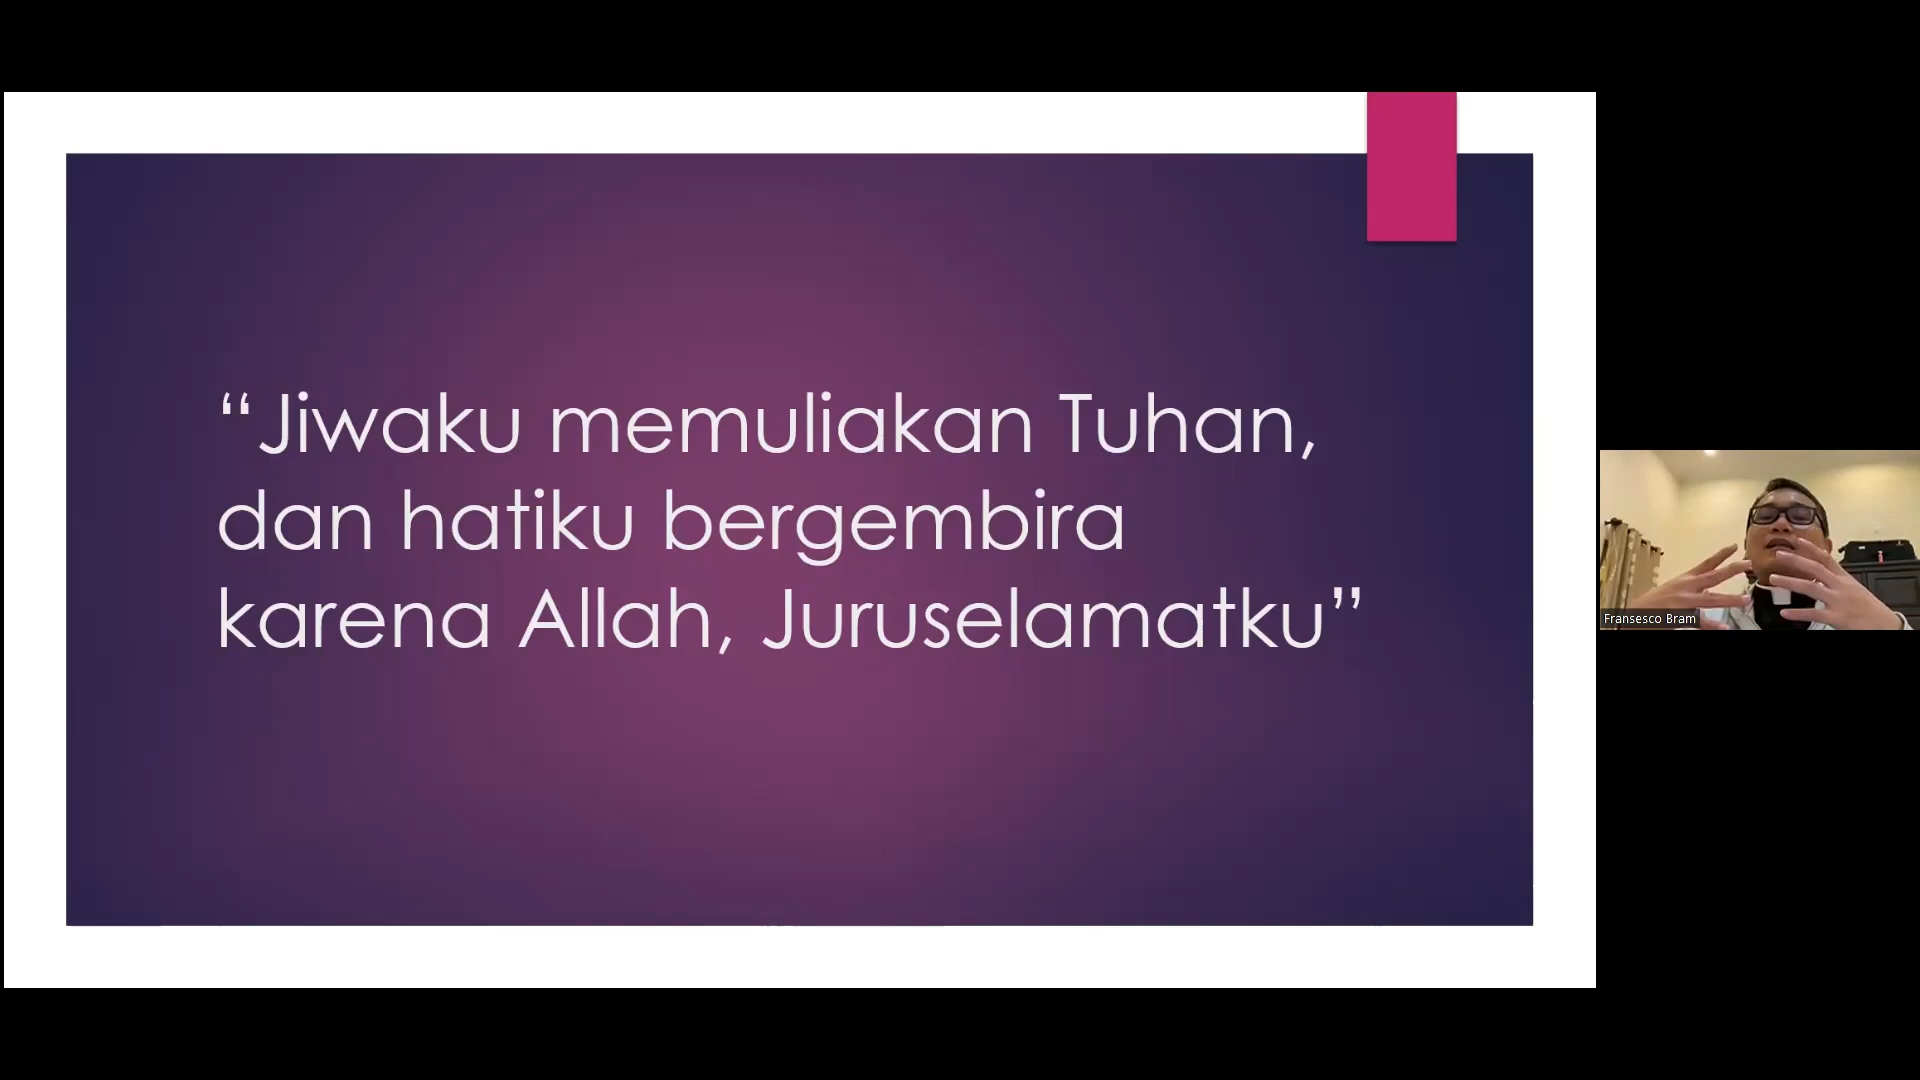 “Jiwaku memuliakan Tuhan,
dan hatiku bergembira
karena Allah, Juruselamatku”
Fransesco Bram